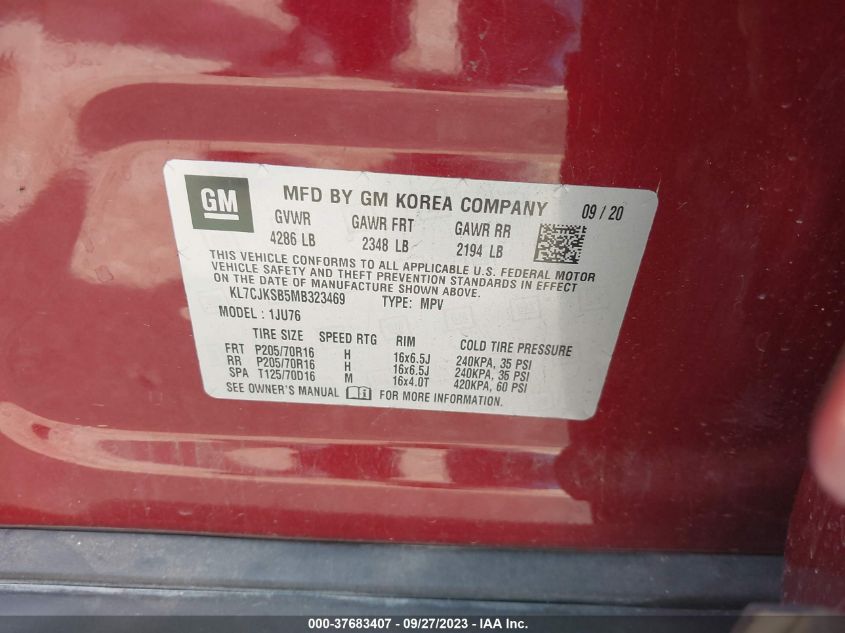 GM MFD BY GM KOREA COMPANY 09/20
GVWR GAWR FRT GAWR RR
4286 LB 2348 LB 2194 LB
THIS VEHICLE CONFORMS TO ALL APPLICABLE U.S. FEDERAL MOTOR
VEHICLE SAFETY AND THEFT PREVENTION STANDARDS IN EFFECT
ON THE DATE OF MANUFACTURE SHOWN ABOVE.
KL7CJKSB5MB323469 TYPE: MPV
MODEL: 1JU76
TIRE SIZE SPEED RTG RIM COLD TIRE PRESSURE
FRT P205/70R16 H 16x6.5J 240KPA, 35 PSI
RR P205/70R16 H 16x6.5J 240KPA, 35 PSI
SPA T125/70D16 M 16x4.0T 420KPA, 60 PSI
SEE OWNER'S MANUAL FOR MORE INFORMATION.
000-37683407 / 09/27/2023 / IAA Inc.